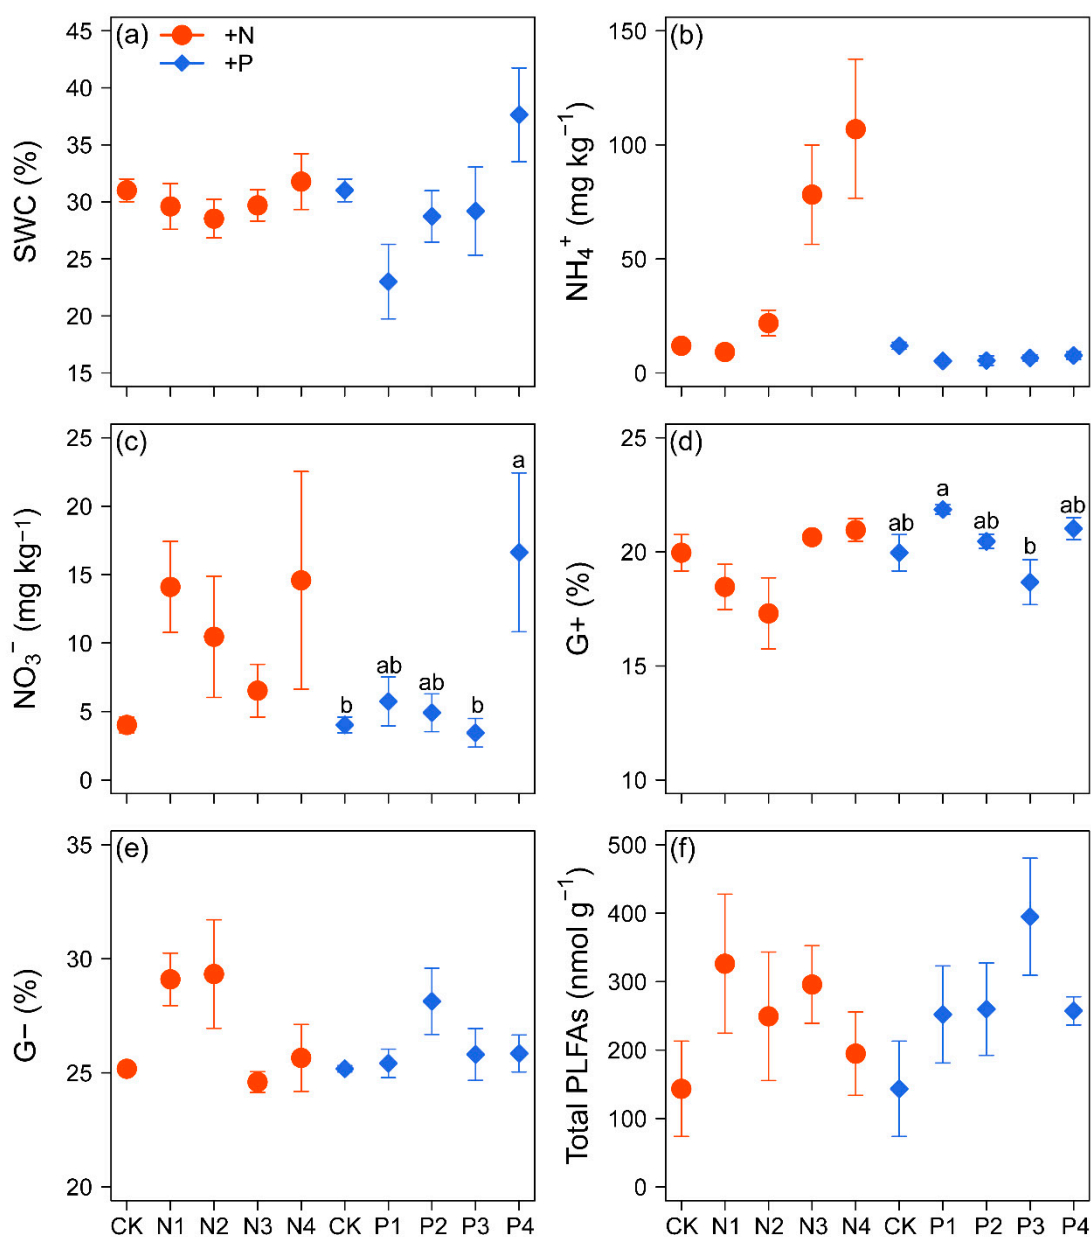 (a)
+N
+P
45
40
35
30
25
20
15
SWC (%)
(b)
150
100
50
0
NH₄⁺ (mg kg⁻¹)
(c)
25
20
15
10
5
0
NO₃⁻ (mg kg⁻¹)
b ab ab b a
(d)
25
20
15
10
G+ (%)
ab a ab b ab
(e)
35
30
25
20
G− (%)
CK N1 N2 N3 N4 CK P1 P2 P3 P4
(f)
500
400
300
200
100
0
Total PLFAs (nmol g⁻¹)
CK N1 N2 N3 N4 CK P1 P2 P3 P4